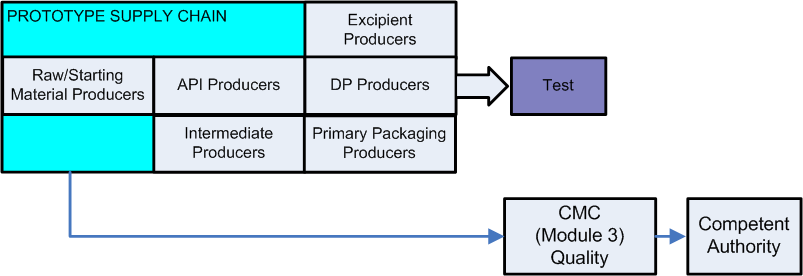 PROTOTYPE SUPPLY CHAIN
Excipient
Producers
Raw/Starting
Material Producers
API Producers
DP Producers
Test
Intermediate
Producers
Primary Packaging
Producers
CMC
(Module 3)
Quality
Competent
Authority